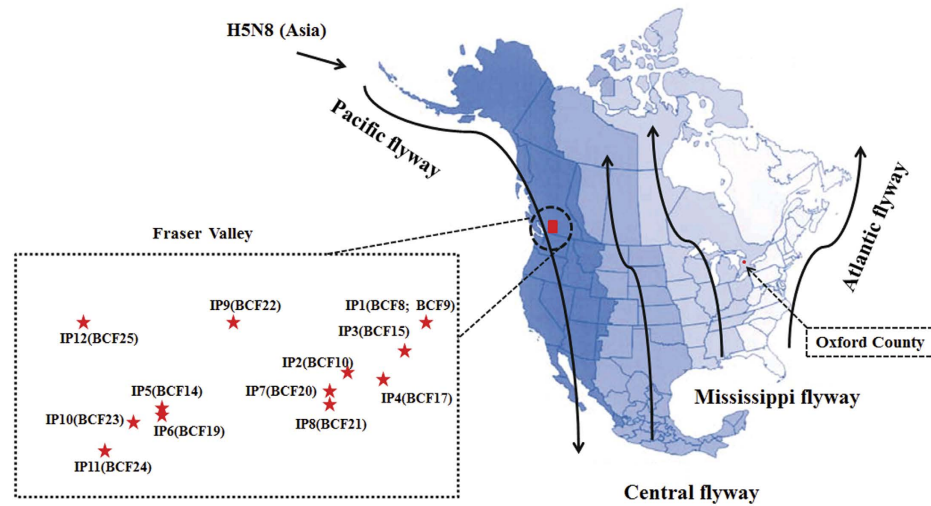 H5N8 (Asia)
Pacific flyway
Atlantic flyway
Fraser Valley
IP9(BCF22)
IP1(BCF8; BCF9)
IP12(BCF25)
IP3(BCF15)
IP2(BCF10)
IP5(BCF14)
IP7(BCF20)
IP4(BCF17)
IP10(BCF23)
IP6(BCF19)
IP8(BCF21)
IP11(BCF24)
Oxford County
Mississippi flyway
Central flyway